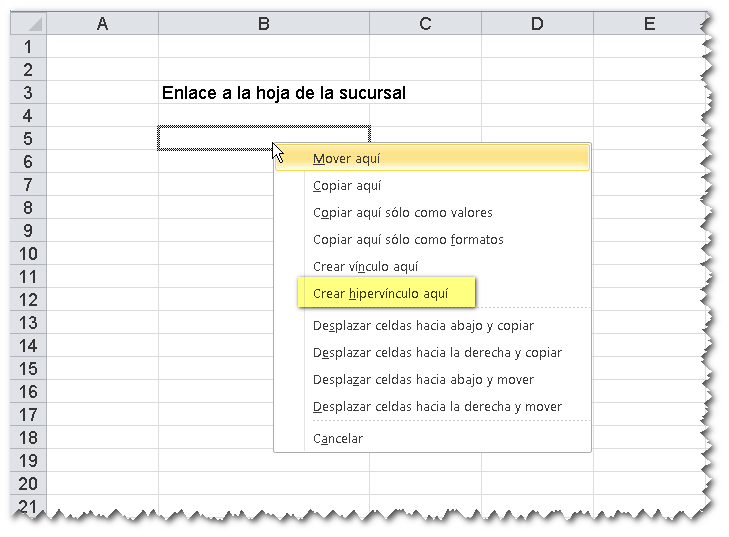 A B C D E
1
2
3 Enlace a la hoja de la sucursal
4
5
6 Mover aquí
7 Copiar aquí
8 Copiar aquí sólo como valores
9
10 Copiar aquí sólo como formatos
11 Crear vínculo aquí
12 Crear hipervínculo aquí
13 Desplazar celdas hacia abajo y copiar
14 Desplazar celdas hacia la derecha y copiar
15
16 Desplazar celdas hacia abajo y mover
17 Desplazar celdas hacia la derecha y mover
18 Cancelar
19
20
21